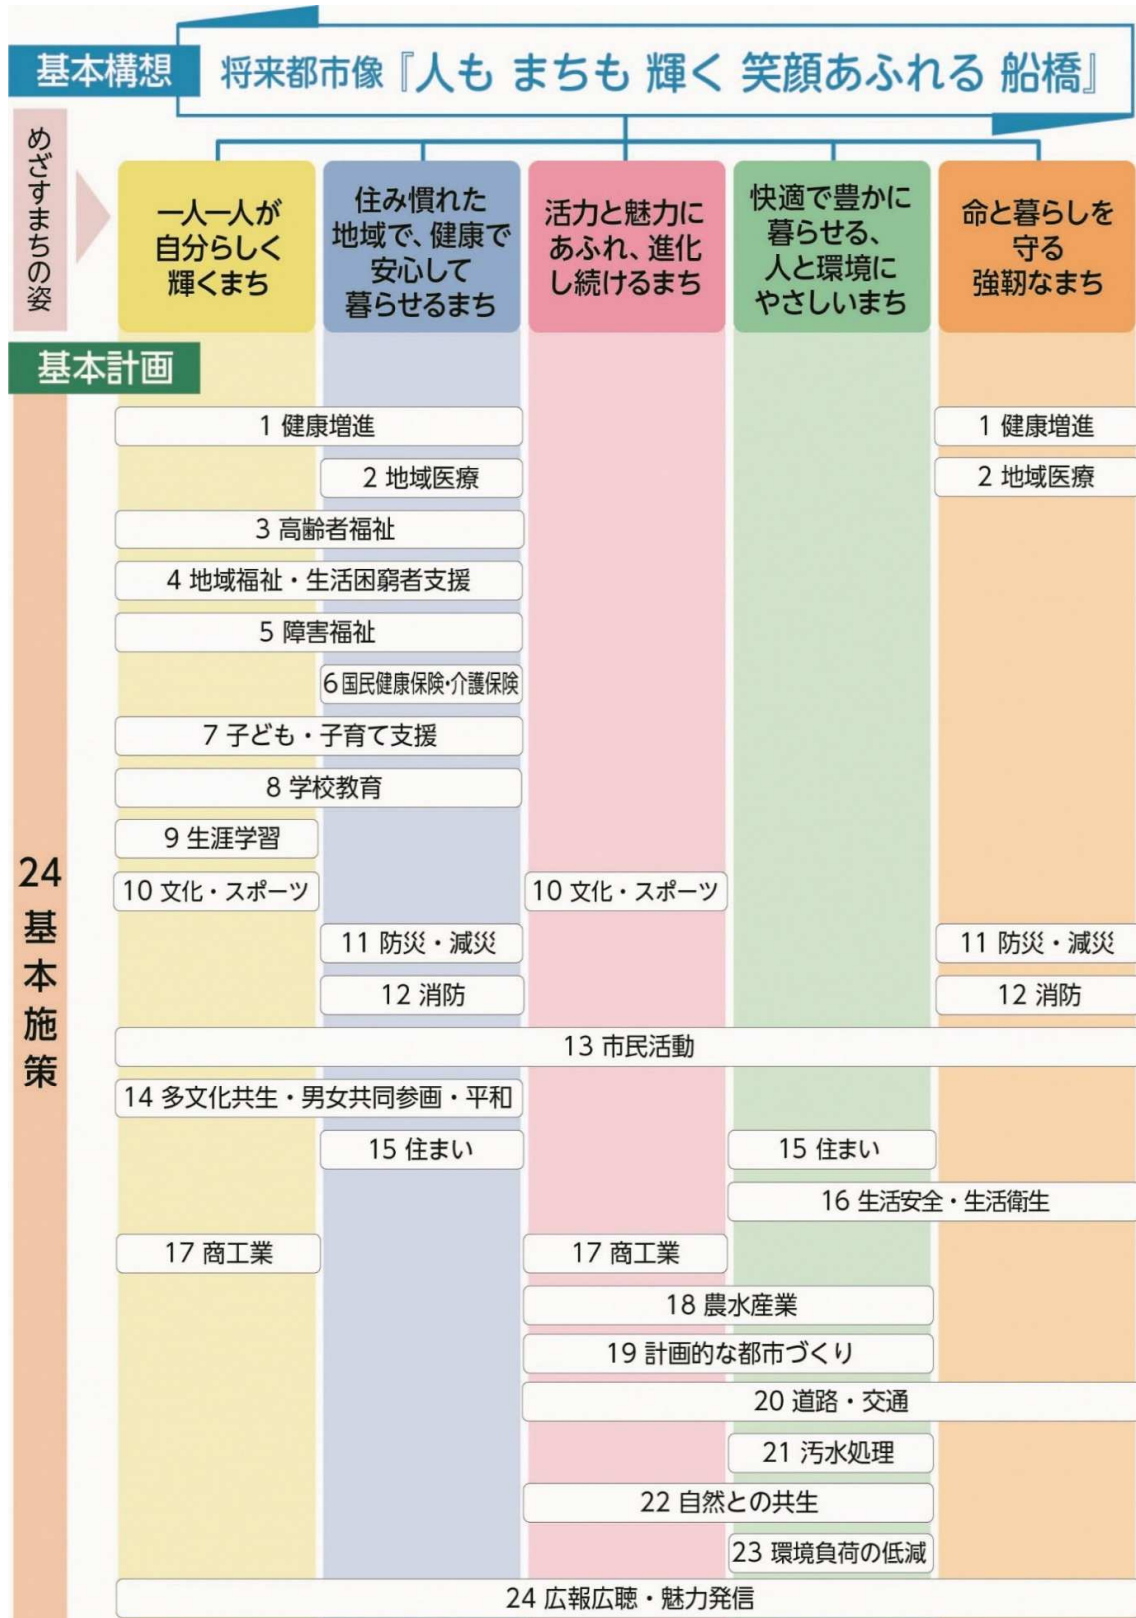 基本構想
将来都市像『人も まちも 輝く 笑顔あふれる 船橋』
めざすまちの姿
一人一人が
自分らしく
輝くまち
住み慣れた
地域で、健康で
安心して
暮らせるまち
活力と魅力に
あふれ、進化
し続けるまち
快適で豊かに
暮らせる、
人と環境に
やさしいまち
命と暮らしを
守る
強靭なまち
基本計画
24基本施策
1 健康増進
1 健康増進
2 地域医療
2 地域医療
3 高齢者福祉
4 地域福祉・生活困窮者支援
5 障害福祉
6 国民健康保険・介護保険
7 子ども・子育て支援
8 学校教育
9 生涯学習
10 文化・スポーツ
10 文化・スポーツ
11 防災・減災
11 防災・減災
12 消防
12 消防
13 市民活動
14 多文化共生・男女共同参画・平和
15 住まい
15 住まい
16 生活安全・生活衛生
17 商工業
17 商工業
18 農水産業
19 計画的な都市づくり
20 道路・交通
21 汚水処理
22 自然との共生
23 環境負荷の低減
24 広報広聴・魅力発信